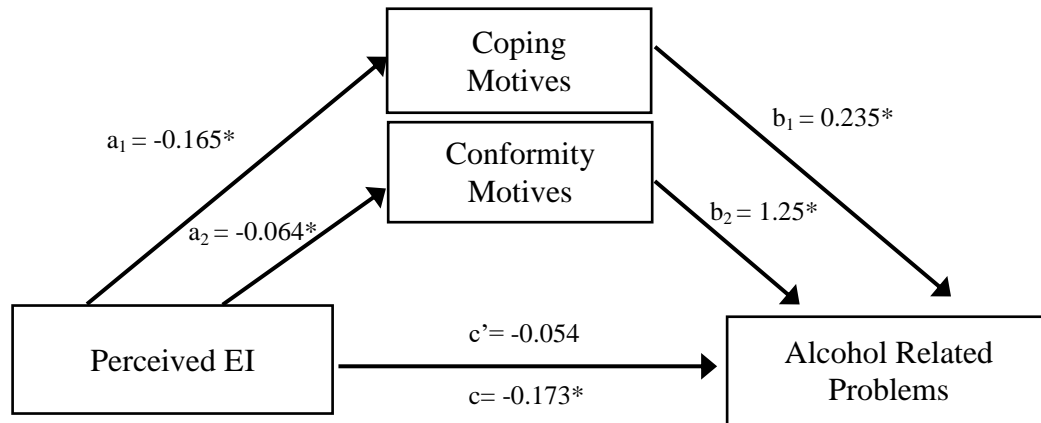 Coping
Motives
a₁ = -0.165*
b₁ = 0.235*
Conformity
Motives
a₂ = -0.064*
b₂ = 1.25*
Perceived EI
c’= -0.054
c= -0.173*
Alcohol Related
Problems